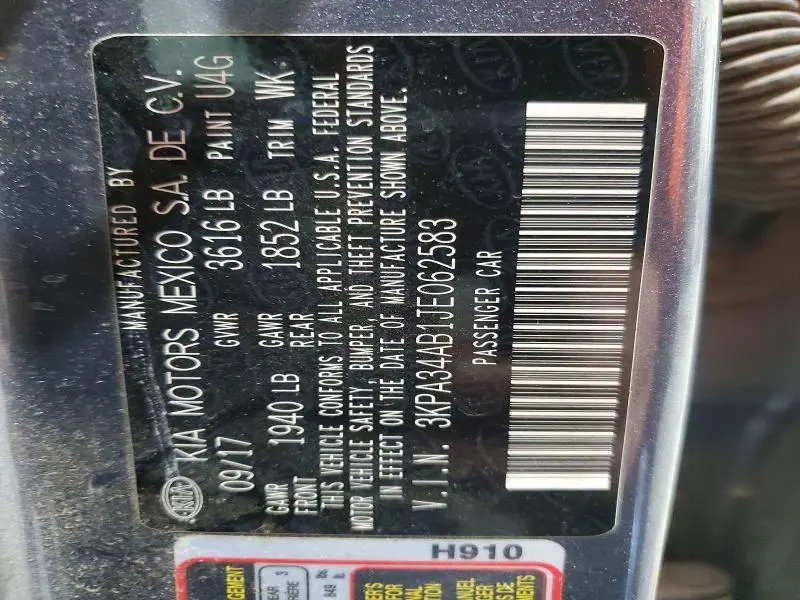 MANUFACTURED BY
KIA KIA MOTORS MEXICO S.A. DE C.V.
09/17 GVWR 3616 LB PAINT U4G
GAWR FRONT 1940 LB GAWR REAR 1852 LB TRIM WK
THIS VEHICLE CONFORMS TO ALL APPLICABLE U.S.A. FEDERAL
MOTOR VEHICLE SAFETY, BUMPER, AND THEFT PREVENTION STANDARDS
IN EFFECT ON THE DATE OF MANUFACTURE SHOWN ABOVE.
V.I.N. 3KPA34AB1JE062583
PASSENGER CAR
H910